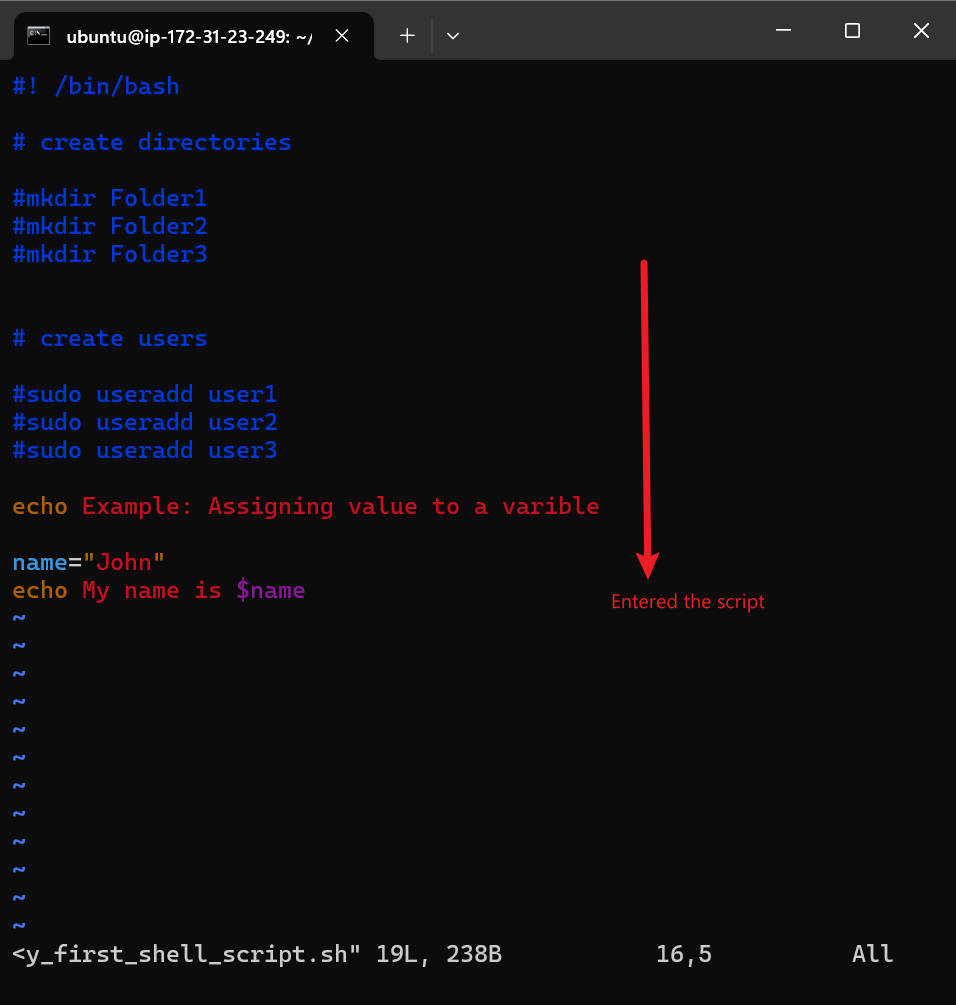 ubuntu@ip-172-31-23-249: ~/
#! /bin/bash
# create directories
#mkdir Folder1
#mkdir Folder2
#mkdir Folder3
# create users
#sudo useradd user1
#sudo useradd user2
#sudo useradd user3
echo Example: Assigning value to a varible
name="John"
echo My name is $name
Entered the script
~
~
~
~
~
~
~
~
~
~
~
~
<y_first_shell_script.sh" 19L, 238B 16,5 All